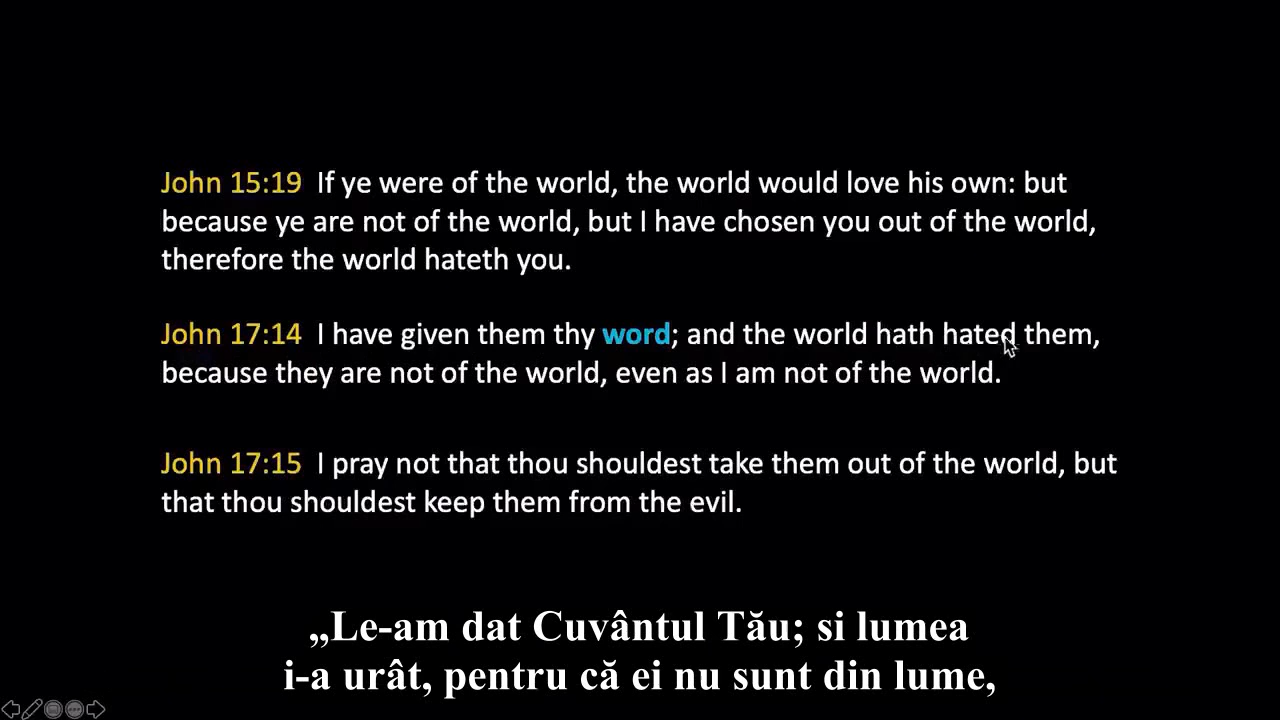 John 15:19 If ye were of the world, the world would love his own: but
because ye are not of the world, but I have chosen you out of the world,
therefore the world hateth you.
John 17:14 I have given them thy word; and the world hath hated them,
because they are not of the world, even as I am not of the world.
John 17:15 I pray not that thou shouldest take them out of the world, but
that thou shouldest keep them from the evil.
„Le-am dat Cuvântul Tău; si lumea
i-a urât, pentru că ei nu sunt din lume,